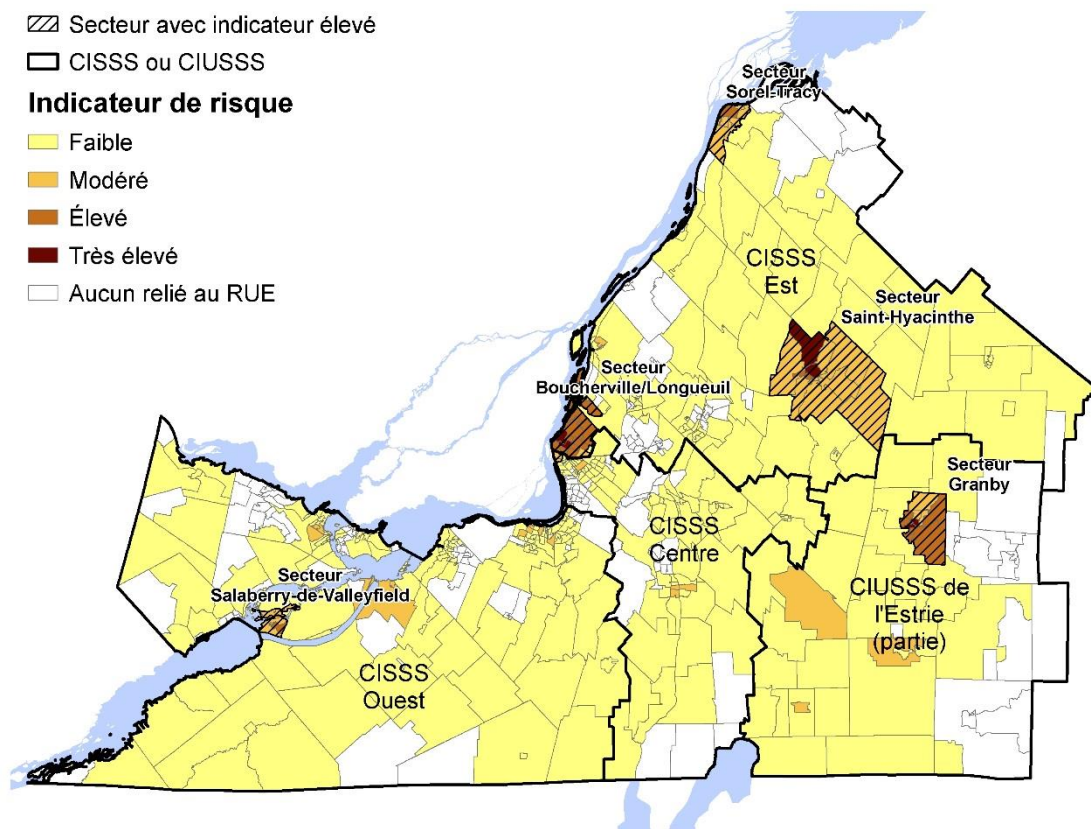 Secteur avec indicateur élevé
CISSS ou CIUSSS
Indicateur de risque
Faible
Modéré
Élevé
Très élevé
Aucun relié au RUE
Secteur
Sorel-Tracy
CISSS
Est
Secteur
Saint-Hyacinthe
Secteur
Boucherville/Longueuil
Secteur
Granby
CISSS
Centre
Secteur
Salaberry-de-Valleyfield
CIUSSS de
l'Estrie
(partie)
CISSS
Ouest